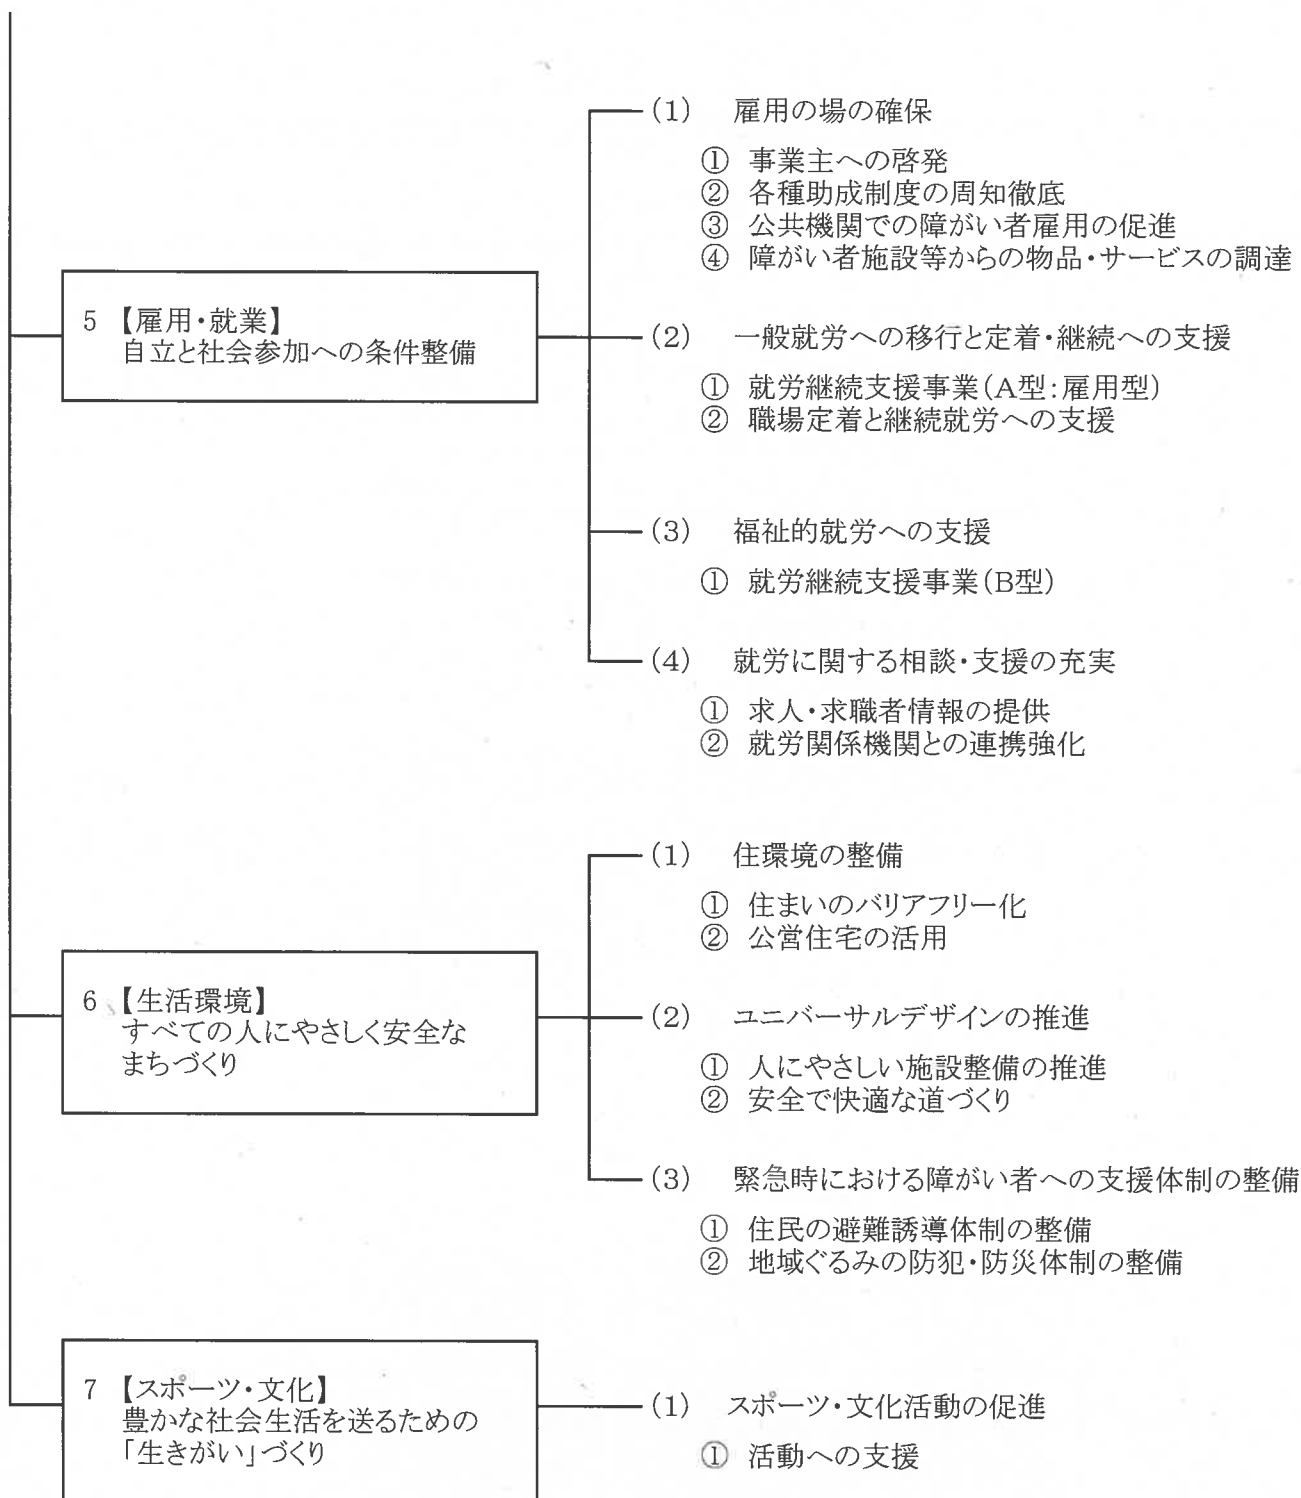 5 【雇用・就業】
自立と社会参加への条件整備
(1) 雇用の場の確保
① 事業主への啓発
② 各種助成制度の周知徹底
③ 公共機関での障がい者雇用の促進
④ 障がい者施設等からの物品・サービスの調達
(2) 一般就労への移行と定着・継続への支援
① 就労継続支援事業(A型:雇用型)
② 職場定着と継続就労への支援
(3) 福祉的就労への支援
① 就労継続支援事業(B型)
(4) 就労に関する相談・支援の充実
① 求人・求職者情報の提供
② 就労関係機関との連携強化
6 【生活環境】
すべての人にやさしく安全な
まちづくり
(1) 住環境の整備
① 住まいのバリアフリー化
② 公営住宅の活用
(2) ユニバーサルデザインの推進
① 人にやさしい施設整備の推進
② 安全で快適な道づくり
(3) 緊急時における障がい者への支援体制の整備
① 住民の避難誘導体制の整備
② 地域ぐるみの防犯・防災体制の整備
7 【スポーツ・文化】
豊かな社会生活を送るための
「生きがい」づくり
(1) スポーツ・文化活動の促進
① 活動への支援